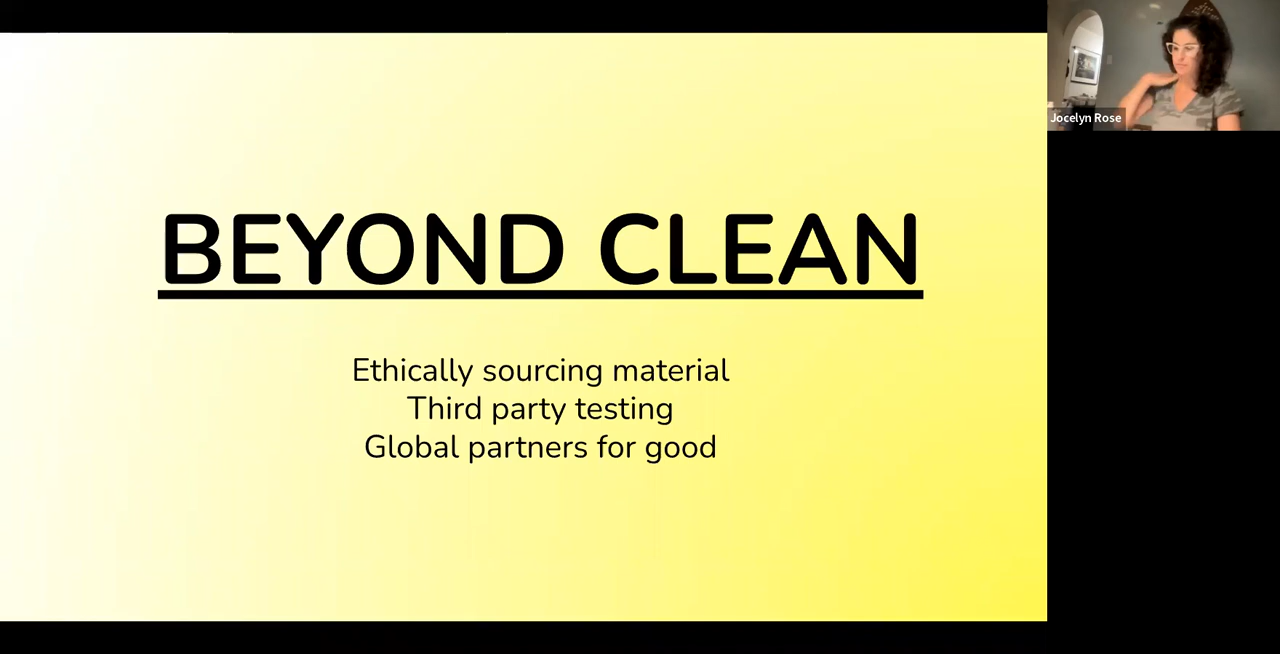 BEYOND CLEAN
Ethically sourcing material
Third party testing
Global partners for good
Jocelyn Rose